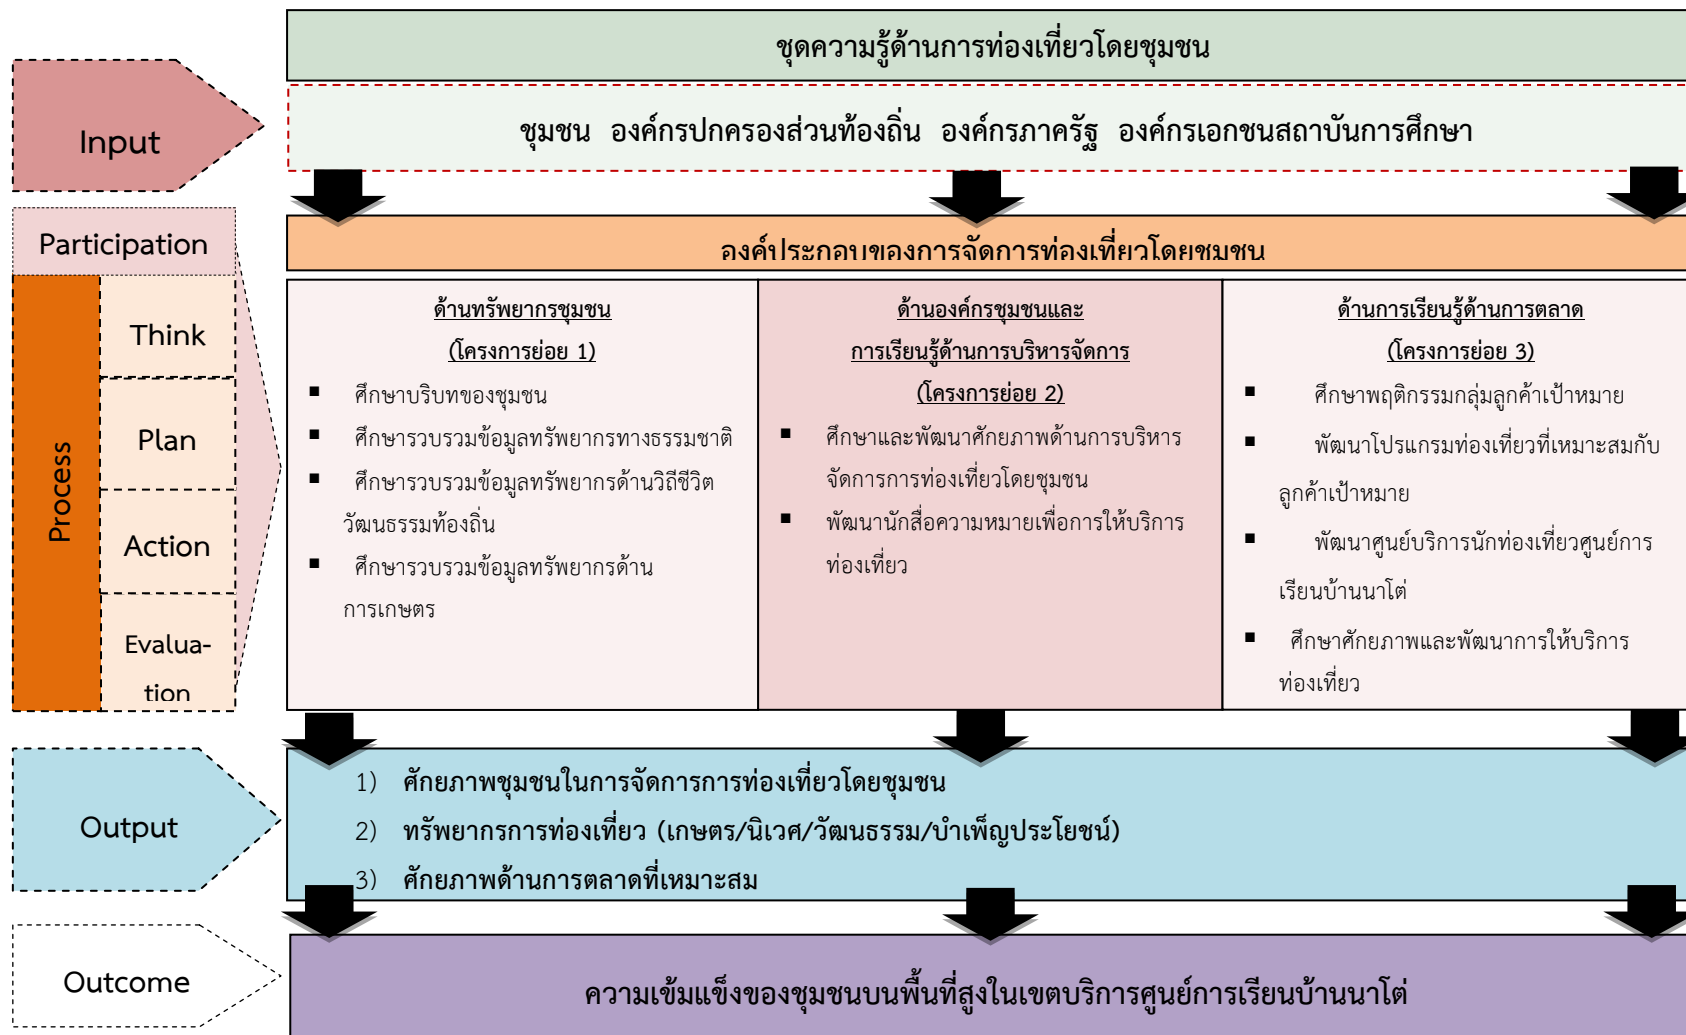 ชุดความรู้ด้านการท่องเที่ยวโดยชุมชน
Input
ชุมชน องค์กรปกครองส่วนท้องถิ่น องค์กรภาครัฐ องค์กรเอกชนสถาบันการศึกษา
Participation
องค์ประกอบของการจัดการท่องเที่ยวโดยชุมชน
Process
Think
Plan
Action
Evalua-
tion
ด้านทรัพยากรชุมชน
(โครงการย่อย 1)
▪ ศึกษาบริบทของชุมชน
▪ ศึกษารวบรวมข้อมูลทรัพยากรทางธรรมชาติ
▪ ศึกษารวบรวมข้อมูลทรัพยากรด้านวิถีชีวิต
วัฒนธรรมท้องถิ่น
▪ ศึกษารวบรวมข้อมูลทรัพยากรด้าน
การเกษตร
ด้านองค์กรชุมชนและ
การเรียนรู้ด้านการบริหารจัดการ
(โครงการย่อย 2)
▪ ศึกษาและพัฒนาศักยภาพด้านการบริหาร
จัดการการท่องเที่ยวโดยชุมชน
▪ พัฒนานักสื่อความหมายเพื่อการให้บริการ
ท่องเที่ยว
ด้านการเรียนรู้ด้านการตลาด
(โครงการย่อย 3)
▪ ศึกษาพฤติกรรมกลุ่มลูกค้าเป้าหมาย
▪ พัฒนาโปรแกรมท่องเที่ยวที่เหมาะสมกับ
ลูกค้าเป้าหมาย
▪ พัฒนาศูนย์บริการนักท่องเที่ยวศูนย์การ
เรียนบ้านนาโต่
▪ ศึกษาศักยภาพและพัฒนาการให้บริการ
ท่องเที่ยว
Output
1) ศักยภาพชุมชนในการจัดการการท่องเที่ยวโดยชุมชน
2) ทรัพยากรการท่องเที่ยว (เกษตร/นิเวศ/วัฒนธรรม/บำเพ็ญประโยชน์)
3) ศักยภาพด้านการตลาดที่เหมาะสม
Outcome
ความเข้มแข็งของชุมชนบนพื้นที่สูงในเขตบริการศูนย์การเรียนบ้านนาโต่